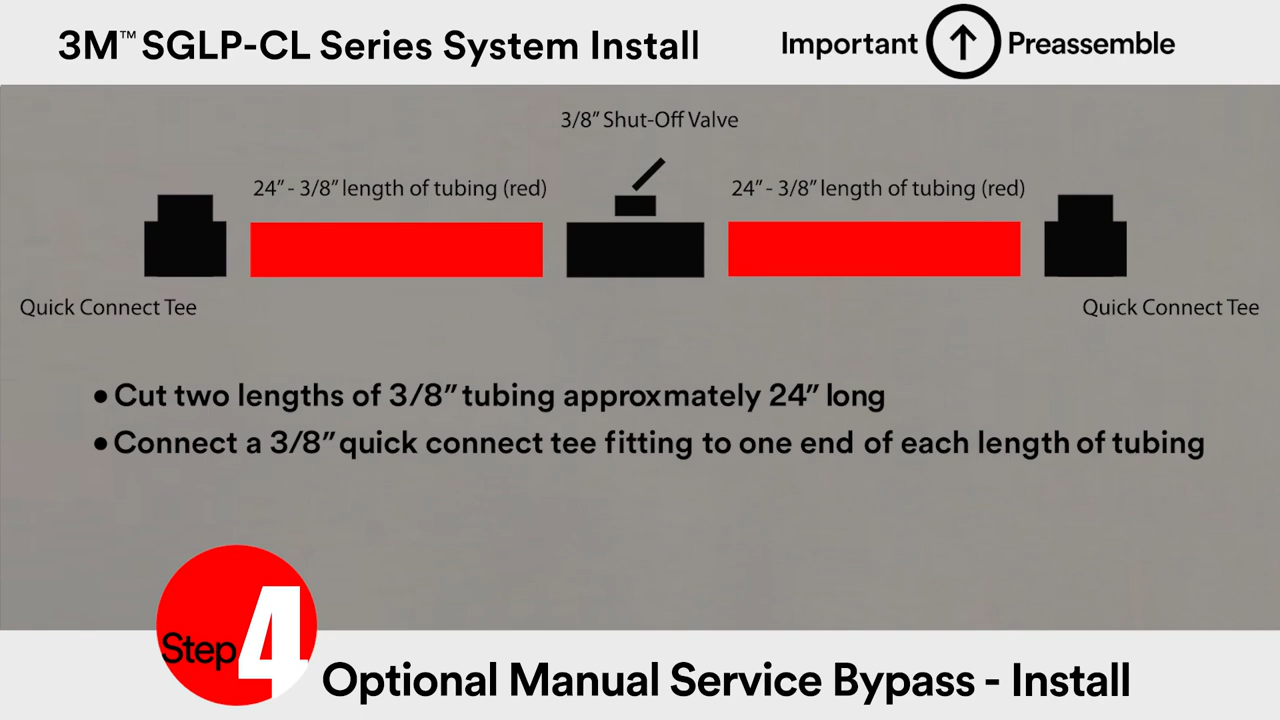 3M™ SGLP-CL Series System Install
Important Preassemble
3/8” Shut-Off Valve
24” - 3/8” length of tubing (red)
24” - 3/8” length of tubing (red)
Quick Connect Tee
Quick Connect Tee
• Cut two lengths of 3/8” tubing approxmately 24” long
• Connect a 3/8” quick connect tee fitting to one end of each length of tubing
Step 4
Optional Manual Service Bypass - Install